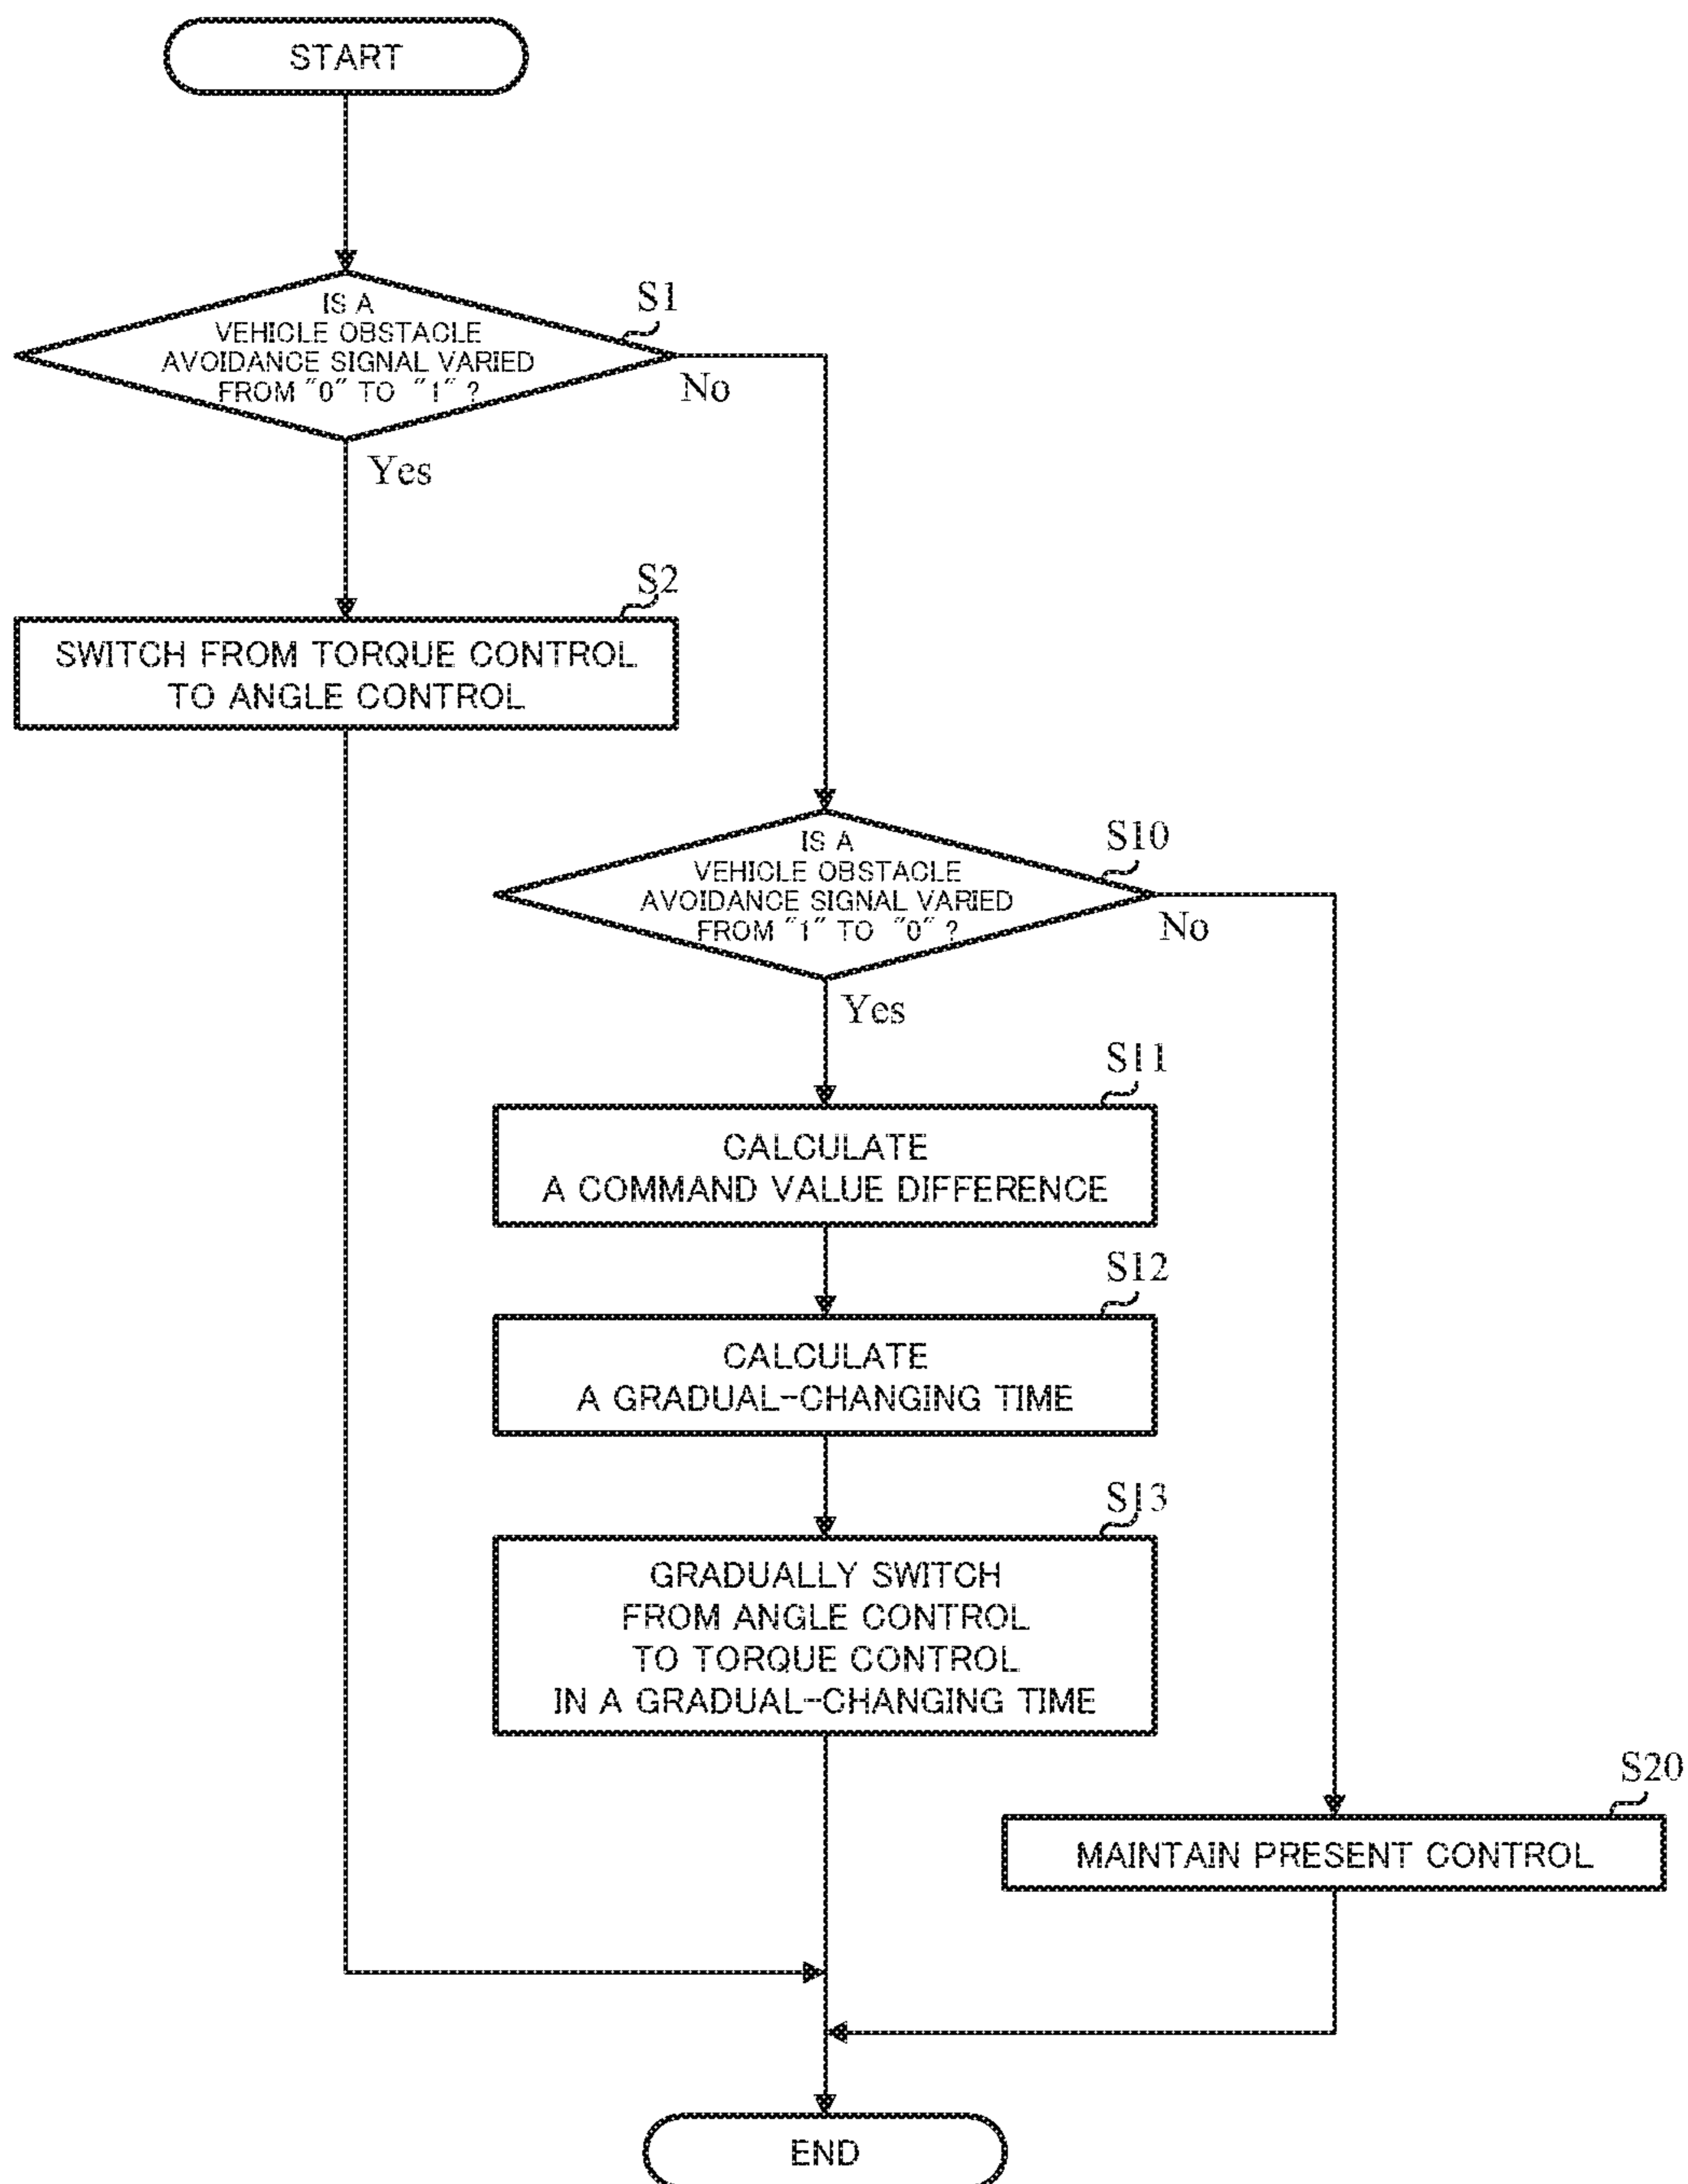 START
IS A
VEHICLE OBSTACLE
AVOIDANCE SIGNAL VARIED
FROM "0" TO "1" ?
S1
No
Yes
S2
SWITCH FROM TORQUE CONTROL
TO ANGLE CONTROL
IS A
VEHICLE OBSTACLE
AVOIDANCE SIGNAL VARIED
FROM "1" TO "0" ?
S10
No
Yes
S11
CALCULATE
A COMMAND VALUE DIFFERENCE
S12
CALCULATE
A GRADUAL-CHANGING TIME
S13
GRADUALLY SWITCH
FROM ANGLE CONTROL
TO TORQUE CONTROL
IN A GRADUAL-CHANGING TIME
S20
MAINTAIN PRESENT CONTROL
END